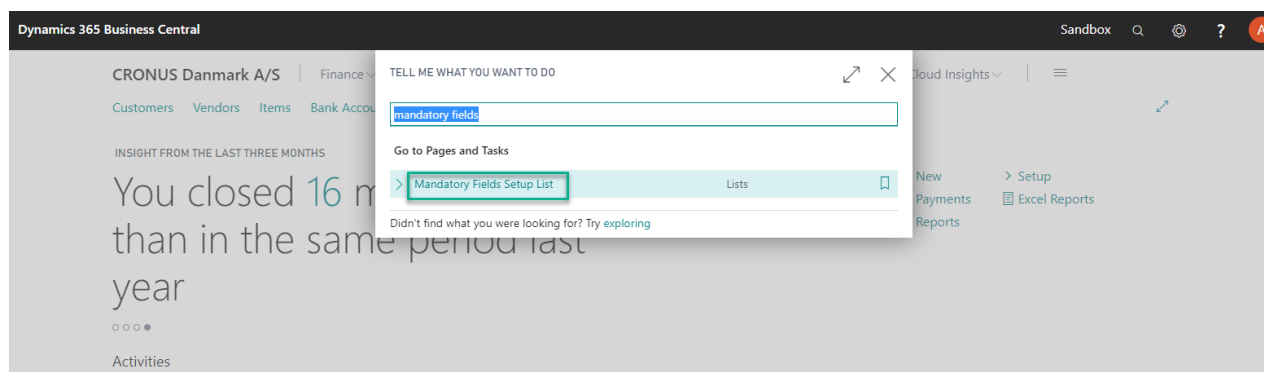 Dynamics 365 Business Central
Sandbox
?
A
CRONUS Danmark A/S
Finance
TELL ME WHAT YOU WANT TO DO
Cloud Insights
Customers Vendors Items Bank Accou
mandatory fields
Go to Pages and Tasks
INSIGHT FROM THE LAST THREE MONTHS
Mandatory Fields Setup List Lists
New > Setup
Payments Excel Reports
Reports
Didn't find what you were looking for? Try exploring
You closed 16 m
than in the same period last
year
Activities